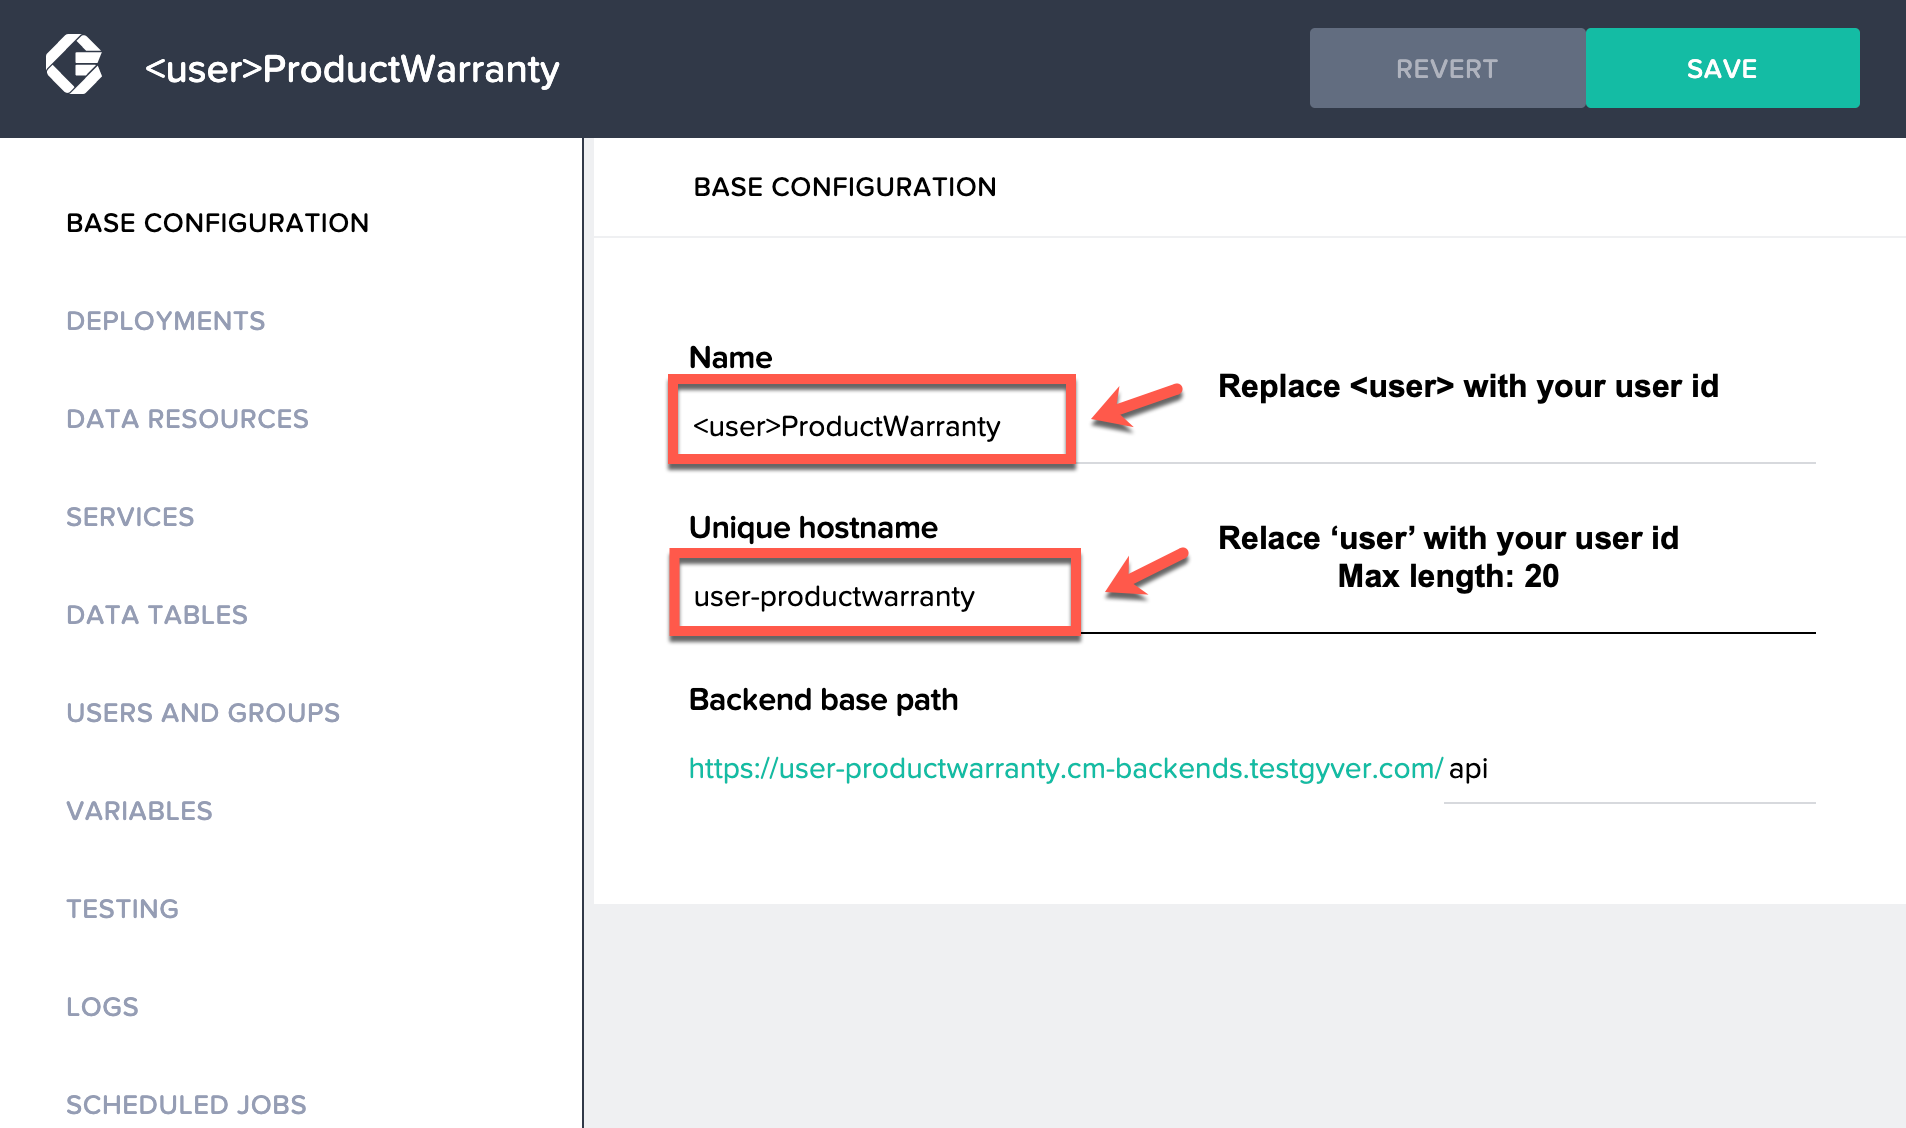 <user>ProductWarranty
REVERT
SAVE
BASE CONFIGURATION
DEPLOYMENTS
DATA RESOURCES
SERVICES
DATA TABLES
USERS AND GROUPS
VARIABLES
TESTING
LOGS
SCHEDULED JOBS
BASE CONFIGURATION
Name
<user>ProductWarranty
Replace <user> with your user id
Unique hostname
user-productwarranty
Relace ‘user’ with your user id
Max length: 20
Backend base path
https://user-productwarranty.cm-backends.testgyver.com/ api